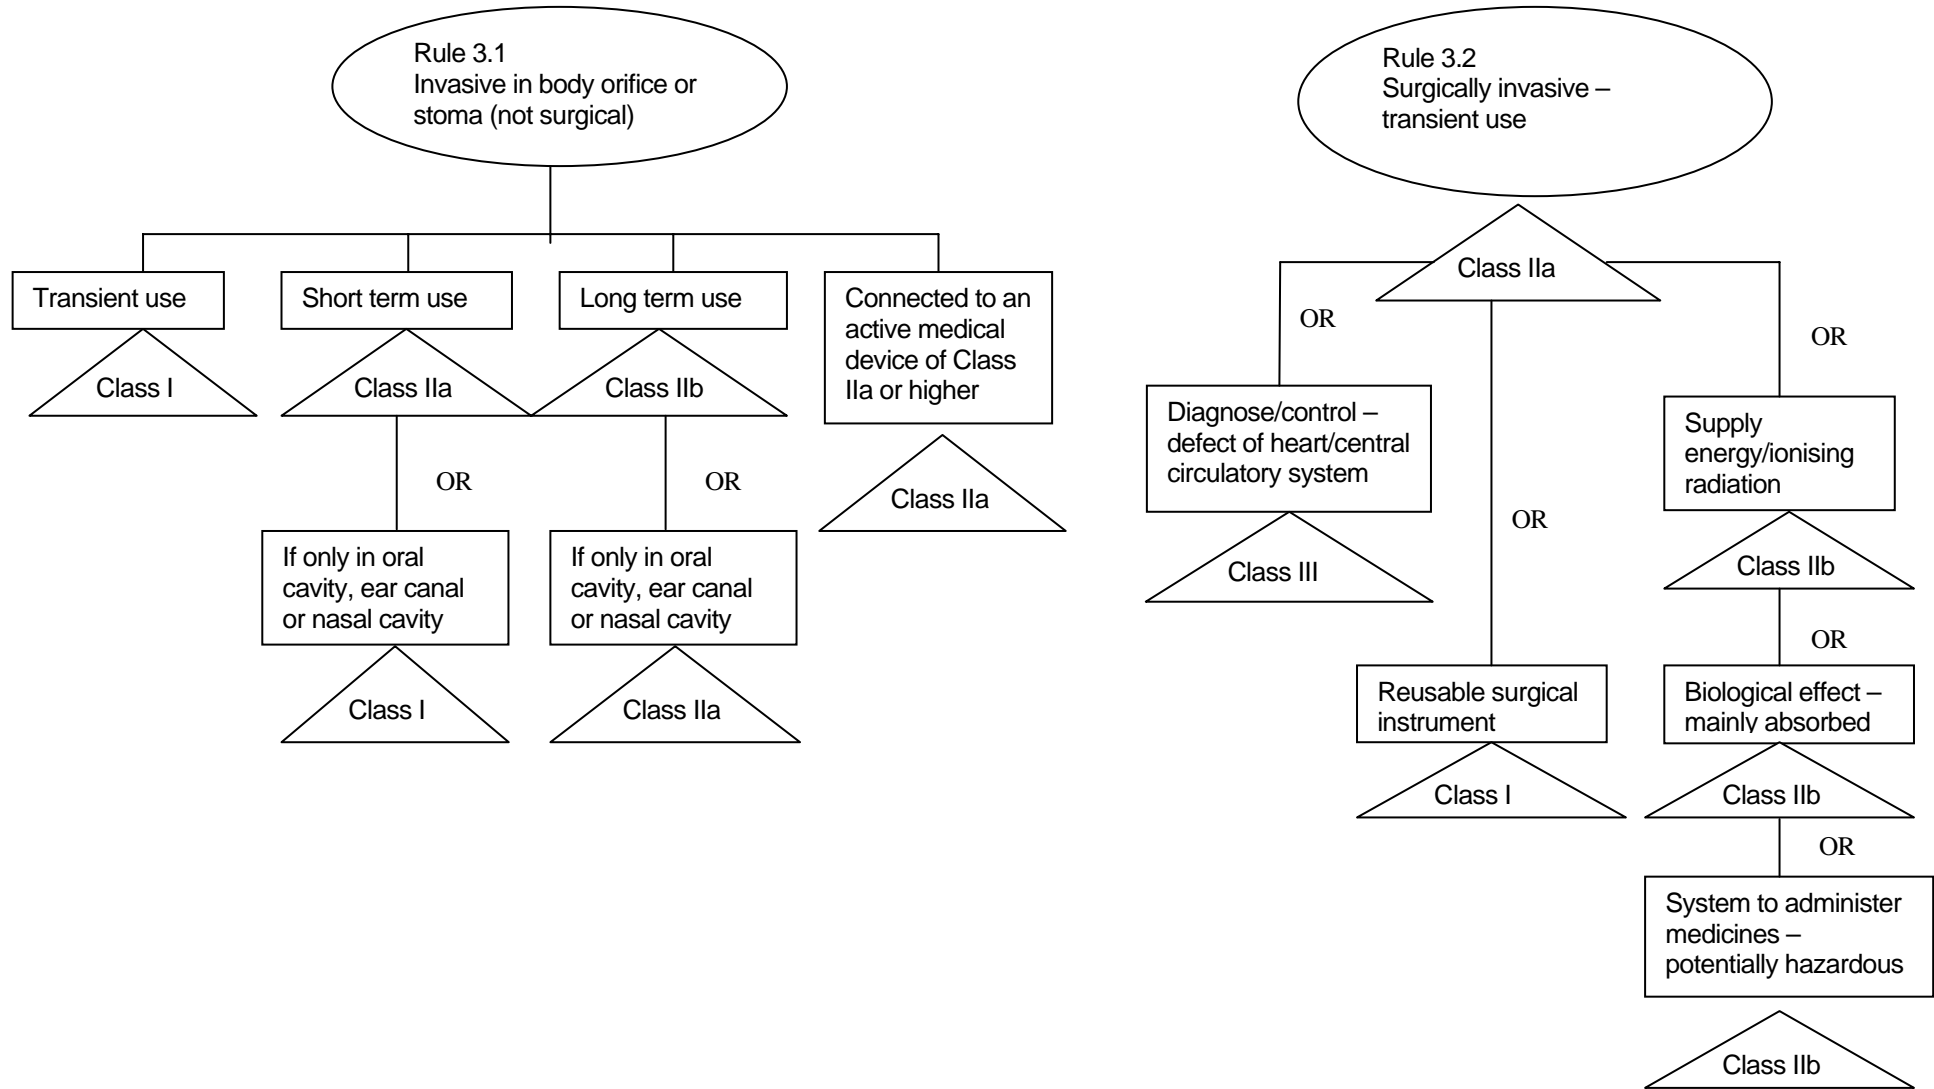 Rule 3.1
Invasive in body orifice or
stoma (not surgical)
Transient use
Class I
Short term use
Class IIa
OR
If only in oral
cavity, ear canal
or nasal cavity
Class I
Long term use
Class IIb
OR
If only in oral
cavity, ear canal
or nasal cavity
Class IIa
Connected to an
active medical
device of Class
IIa or higher
Class IIa
Rule 3.2
Surgically invasive –
transient use
Class IIa
OR
Diagnose/control –
defect of heart/central
circulatory system
Class III
OR
Reusable surgical
instrument
Class I
OR
Supply
energy/ionising
radiation
Class IIb
OR
Biological effect –
mainly absorbed
Class IIb
OR
System to administer
medicines –
potentially hazardous
Class IIb